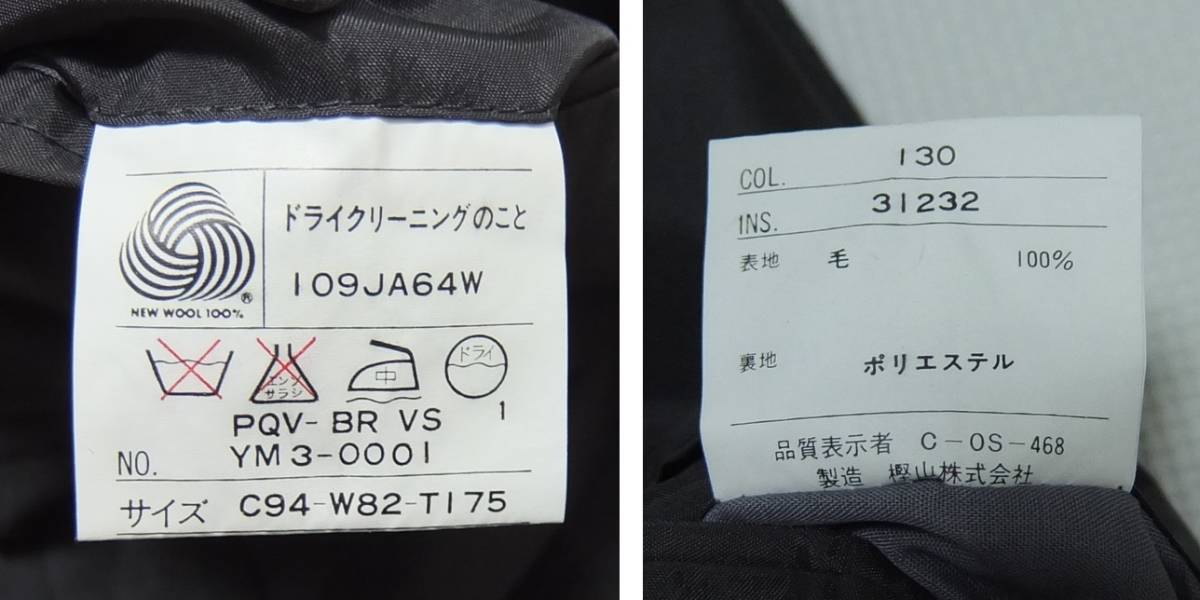 ドライクリーニングのこと
109JA64W
®
NEW WOOL 100%
エンソ
サラシ
中
ドライ
PQV-BR VS 1
NO. YM3-0001
サイズ C94-W82-T175
COL. 130
INS. 31232
表地 毛 100%
裏地 ポリエステル
品質表示者 C-OS-468
製造 樫山株式会社